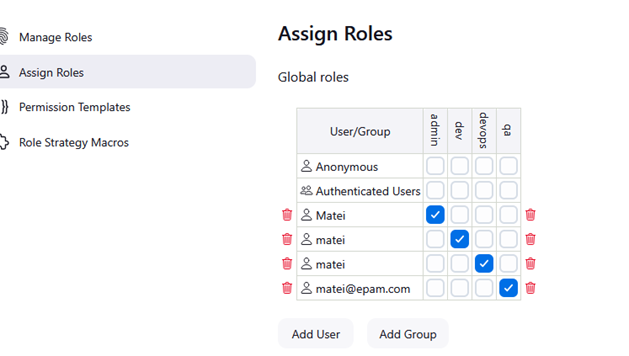 Assign Roles
Manage Roles
Assign Roles
Permission Templates
Role Strategy Macros
Global roles
User/Group admin dev devops qa
Anonymous
Authenticated Users
Matei
matei
matei
matei@epam.com
Add User Add Group